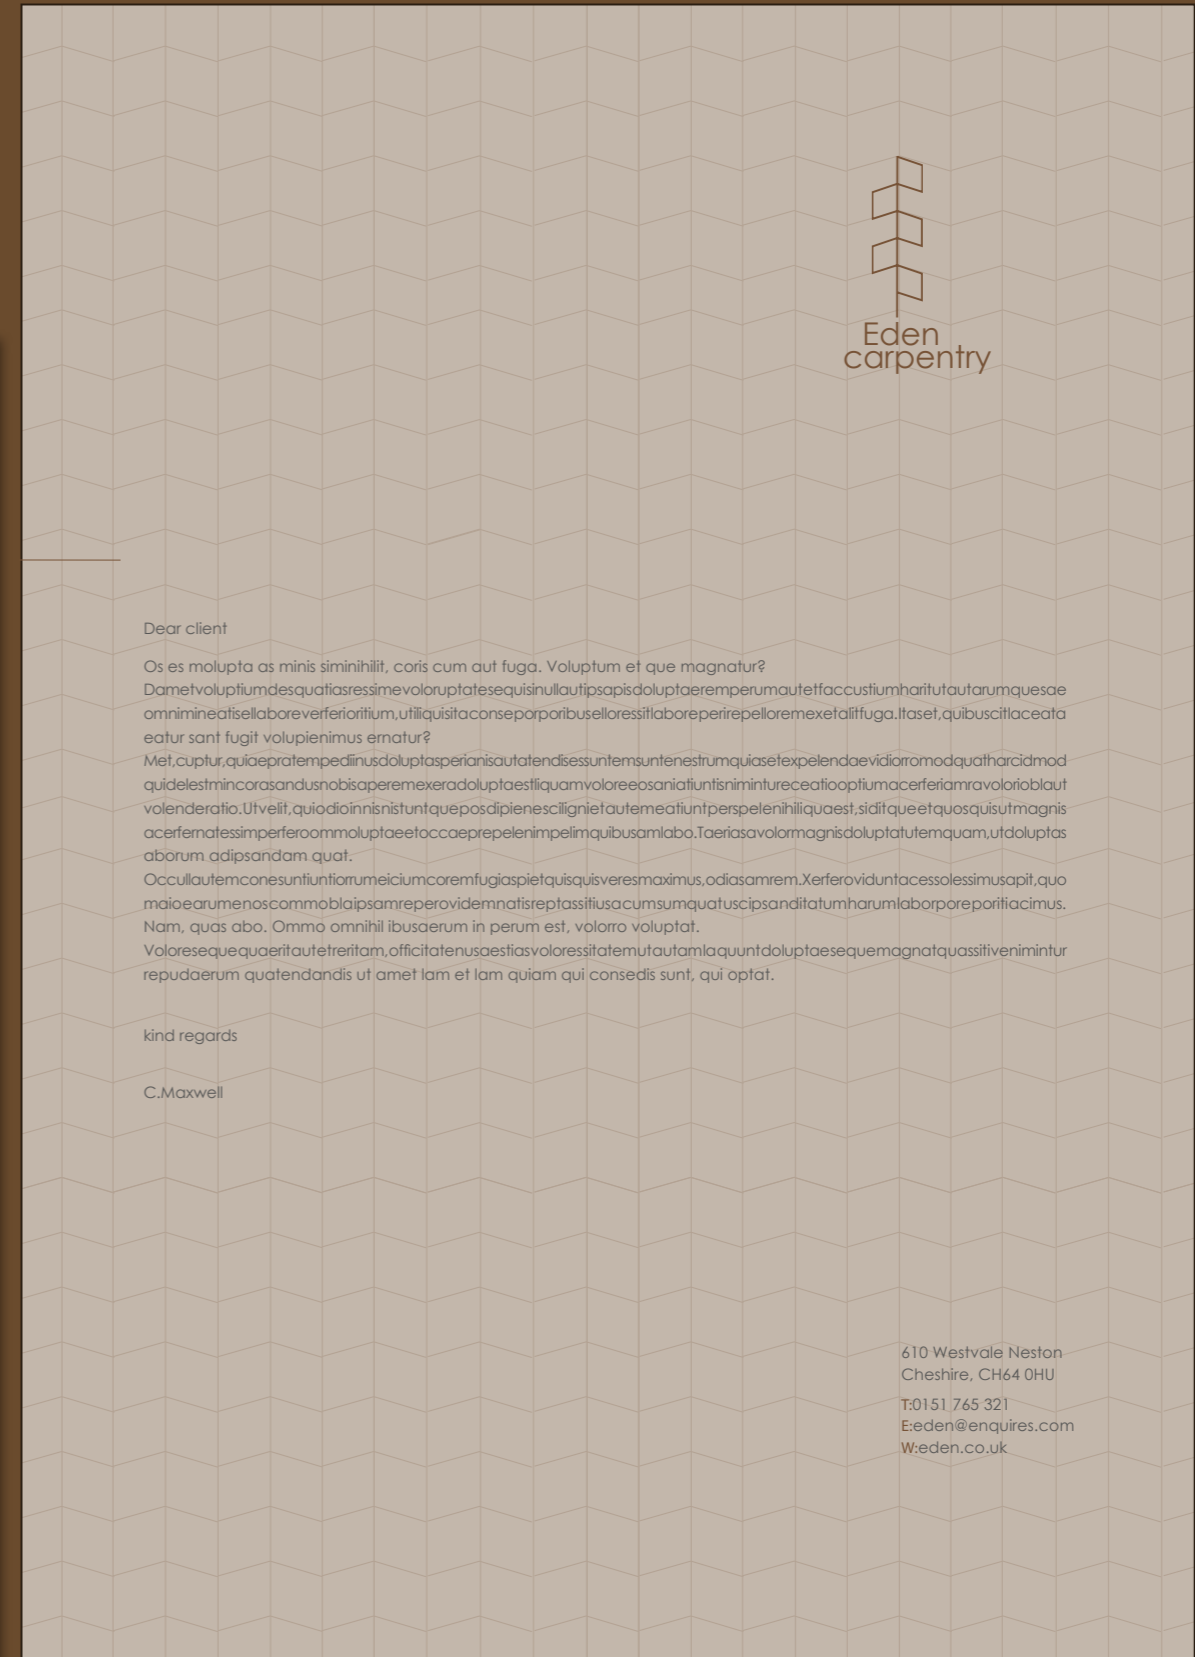 Eden
carpentry
Dear client
Os es molupta as minis siminihilit, coris cum aut fuga. Voluptum et que magnatur?
Dametvoluptiumdesquatiasressimevoloruptatesequisinullautipsapisdoluptaeremperumautetfaccustiumharitutautarumquesae
omnimineatisellaboreverferioritium,utiliquisitaconseporporibuselloressitlaboreperirepelloremexetalitfuga.Itaset,quibuscitlaceata
eatur sant fugit volupienimus ernatur?
Met,cuptur,quiaepratempediinusdoluptasperianisautatendisessuntemsuntenestrumquiasetexpelendaevidiorromodquatharcidmod
quidelestmincorasandusnobisaperemexeradoluptaestliquamvoloreeosaniatiuntisnimintureceatiooptiumacerferiamravolorioblaut
volenderatio.Utvelit,quiodioinnisnistuntqueposdipienescilignietautemeatiuntperspelenihiliquaest,siditqueetquosquisutmagnis
acerfernatessimperferoommoluptaeetoccaeprepelenimpelimquibusamlabo.Taeriasavolormagnisdoluptatutemquam,utdoluptas
aborum adipsandam quat.
Occullautemconesuntiuntiorrumeiciumcoremfugiaspietquisquisveresmaximus,odiasamrem.Xerferoviduntacessolessimusapit,quo
maioearumenoscommoblaipsamreperovidemnatisreptassitiusacumsumquatuscipsanditatumharumlaborporeporitiacimus.
Nam, quas abo. Ommo omnihil ibusaerum in perum est, volorro voluptat.
Voloresequequaeritautetreritam,officitatenusaestiasvoloressitatemutautamlaquuntdoluptaesequemagnatquassitivenimintur
repudaerum quatendandis ut amet lam et lam quiam qui consedis sunt, qui optat.
kind regards
C.Maxwell
610 Westvale Neston
Cheshire, CH64 0HU
T:0151 765 321
E:eden@enquires.com
W:eden.co.uk